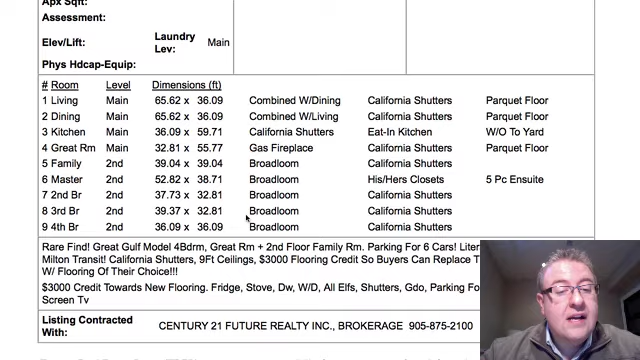 Apx Sqft:
Assessment:
Elev/Lift: Laundry Lev: Main
Phys Hdcap-Equip:
# Room Level Dimensions (ft)
1 Living Main 65.62 x 36.09 Combined W/Dining California Shutters Parquet Floor
2 Dining Main 65.62 x 36.09 Combined W/Living California Shutters Parquet Floor
3 Kitchen Main 36.09 x 59.71 California Shutters Eat-In Kitchen W/O To Yard
4 Great Rm Main 32.81 x 55.77 Gas Fireplace California Shutters Parquet Floor
5 Family 2nd 39.04 x 39.04 Broadloom California Shutters
6 Master 2nd 52.82 x 38.71 Broadloom His/Hers Closets 5 Pc Ensuite
7 2nd Br 2nd 37.73 x 32.81 Broadloom California Shutters
8 3rd Br 2nd 39.37 x 32.81 Broadloom California Shutters
9 4th Br 2nd 36.09 x 36.09 Broadloom California Shutters
Rare Find! Great Gulf Model 4Bdrm, Great Rm + 2nd Floor Family Rm. Parking For 6 Cars!
Milton Transit! California Shutters, 9Ft Ceilings, $3000 Flooring Credit So Buyers Can Replace
W/ Flooring Of Their Choice!!!
$3000 Credit Towards New Flooring. Fridge, Stove, Dw, W/D, All Elfs, Shutters, Gdo, Parking
Screen Tv
Listing Contracted With: CENTURY 21 FUTURE REALTY INC., BROKERAGE 905-875-2100